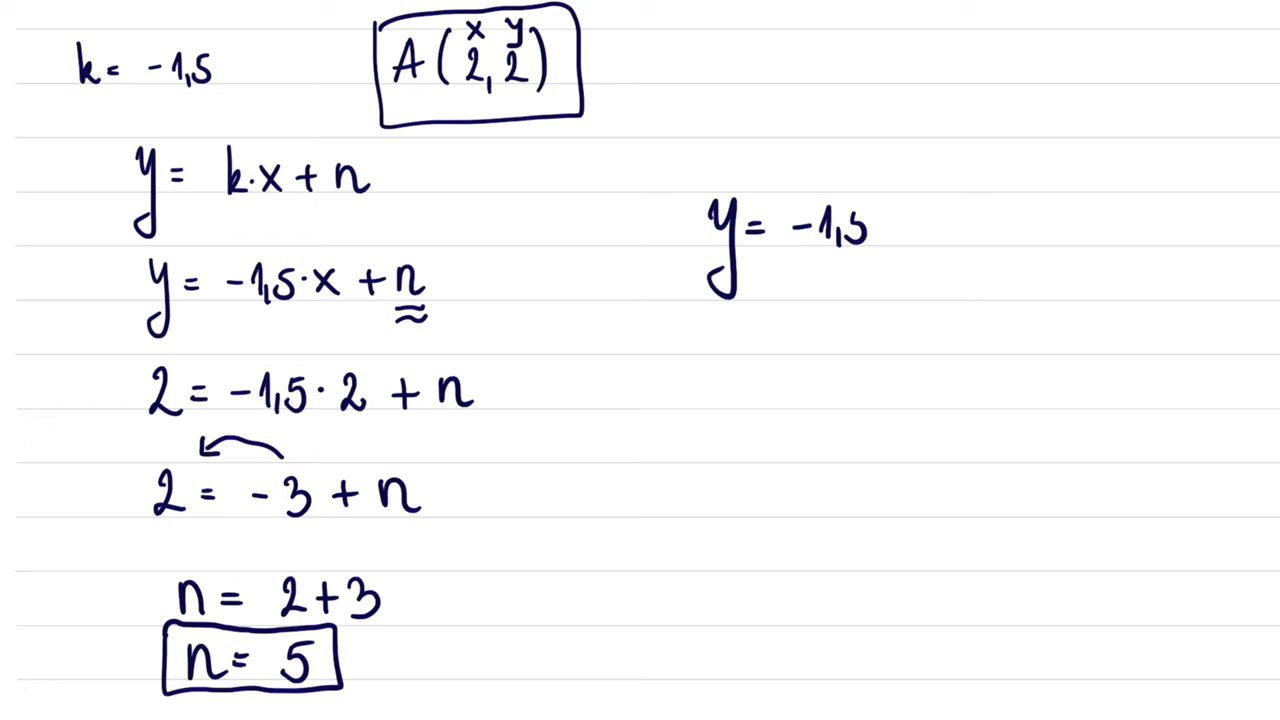 k = -1,5
x y
A ( 2, 2 )
y = k·x + n
y = -1,5·x + n
2 = -1,5·2 + n
2 = -3 + n
n = 2+3
n = 5
y = -1,5